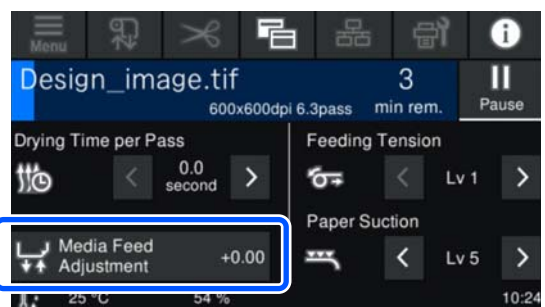 Menu
Design_image.tif
600x600dpi 6.3pass
3
min rem.
Pause
Drying Time per Pass
0.0
second
Feeding Tension
Lv 1
Media Feed
Adjustment
+0.00
Paper Suction
Lv 5
25 °C
54 %
10:24